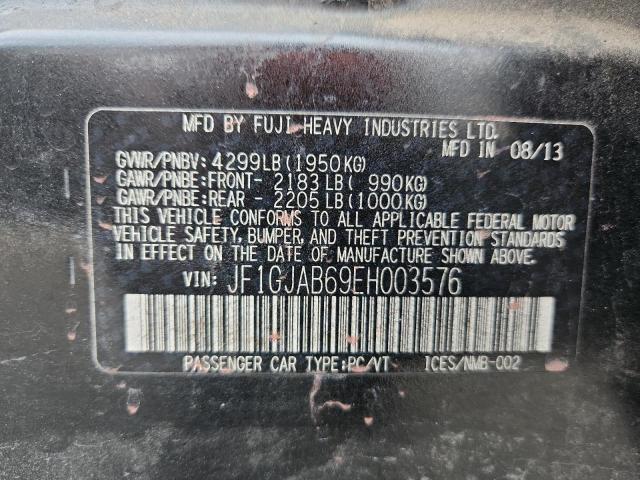 MFD BY FUJI HEAVY INDUSTRIES LTD.
MFD IN 08/13
GVWR/PNBV: 4299LB(1950KG)
GAWR/PNBE:FRONT- 2183LB( 990KG)
GAWR/PNBE:REAR - 2205LB(1000KG)
THIS VEHICLE CONFORMS TO ALL APPLICABLE FEDERAL MOTOR
VEHICLE SAFETY, BUMPER, AND THEFT PREVENTION STANDARDS
IN EFFECT ON THE DATE OF MANUFACTURE SHOWN ABOVE.
VIN: JF1GJAB69EH003576
PASSENGER CAR TYPE:PC/VT ICES/NMB-002